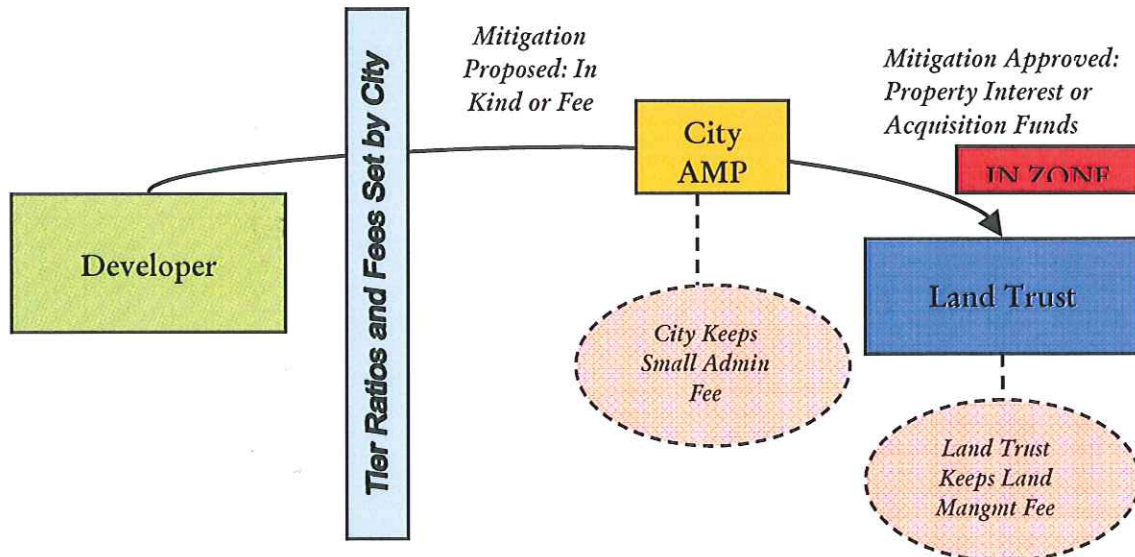 Tier Ratios and Fees Set by City
Mitigation
Proposed: In
Kind or Fee
Mitigation Approved:
Property Interest or
Acquisition Funds
City
AMP
IN ZONE
Developer
Land Trust
City Keeps
Small Admin
Fee
Land Trust
Keeps Land
Mangmt Fee